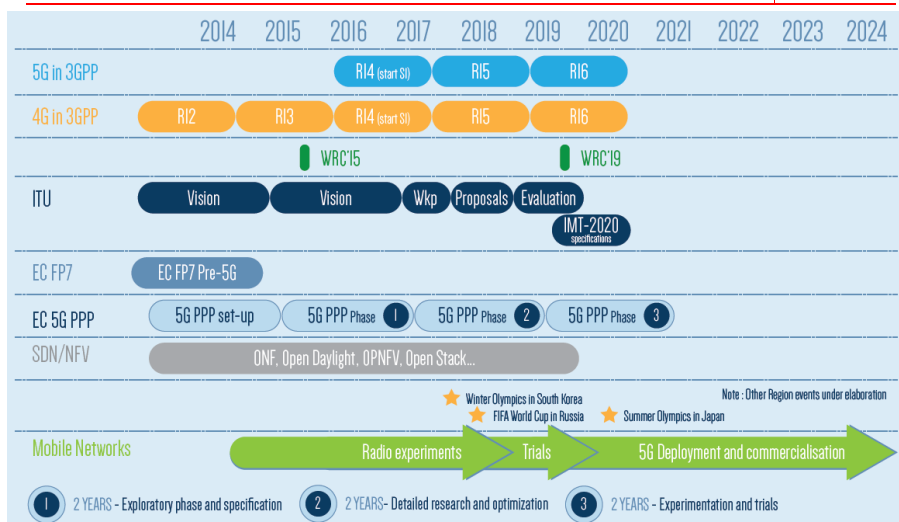 2014 2015 2016 2017 2018 2019 2020 2021 2022 2023 2024
5G in 3GPP R14 (start SI) R15 R16
4G in 3GPP R12 R13 R14 (start SI) R15 R16
WRC'15 WRC'19
ITU Vision Vision Wkp Proposals Evaluation
IMT-2020
specifications
EC FP7 EC FP7 Pre-5G
EC 5G PPP 5G PPP set-up 5G PPP Phase 1 5G PPP Phase 2 5G PPP Phase 3
SDN/NFV ONF, Open Daylight, OPNFV, Open Stack...
Winter Olympics in South Korea Note : Other Region events under elaboration
FIFA World Cup in Russia Summer Olympics in Japan
Mobile Networks Radio experiments Trials 5G Deployment and commercialisation
1 2 YEARS - Exploratory phase and specification 2 2 YEARS- Detailed research and optimization 3 2 YEARS - Experimentation and trials